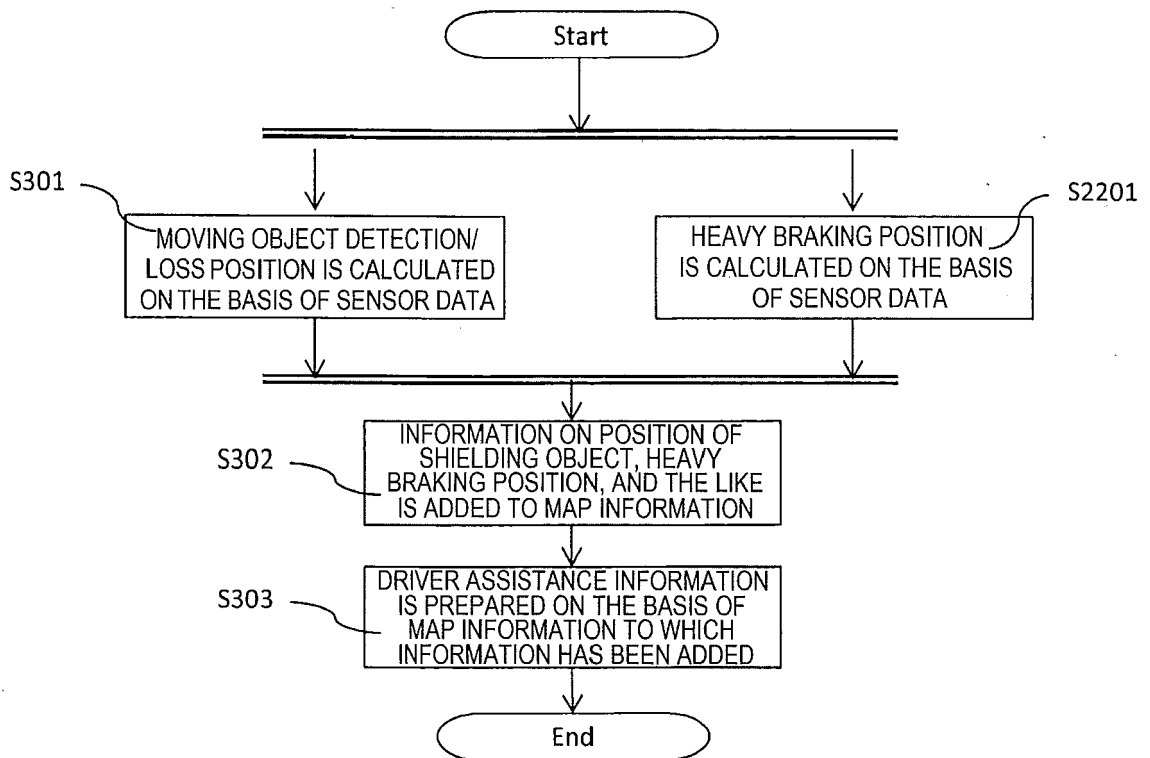 Start
S301
MOVING OBJECT DETECTION/
LOSS POSITION IS CALCULATED
ON THE BASIS OF SENSOR DATA
S2201
HEAVY BRAKING POSITION
IS CALCULATED ON THE BASIS
OF SENSOR DATA
S302
INFORMATION ON POSITION OF
SHIELDING OBJECT, HEAVY
BRAKING POSITION, AND THE LIKE
IS ADDED TO MAP INFORMATION
S303
DRIVER ASSISTANCE INFORMATION
IS PREPARED ON THE BASIS OF
MAP INFORMATION TO WHICH
INFORMATION HAS BEEN ADDED
End